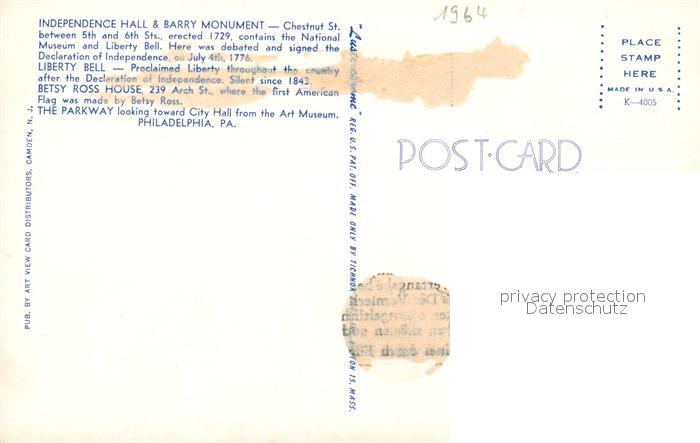 1964
INDEPENDENCE HALL & BARRY MONUMENT — Chestnut St.
between 5th and 6th Sts., erected 1729, contains the National
Museum and Liberty Bell. Here was debated and signed the
Declaration of Independence, on July 4th, 1776.
LIBERTY BELL — Proclaimed Liberty throughout the country
after the Declaration of Independence. Silent since 1843.
BETSY ROSS HOUSE, 239 Arch St., where the first American
Flag was made by Betsy Ross.
THE PARKWAY looking toward City Hall from the Art Museum.
PHILADELPHIA, PA.
PUB. BY ART VIEW CARD DISTRIBUTORS, CAMDEN, N. J.
"Lusterchrome" REG. U.S. PAT. OFF. MADE ONLY BY TICHNOR TON 15, MASS.
PLACE
STAMP
HERE
MADE IN U.S.A.
K—4005
POST·CARD
privacy protection
Datenschutz